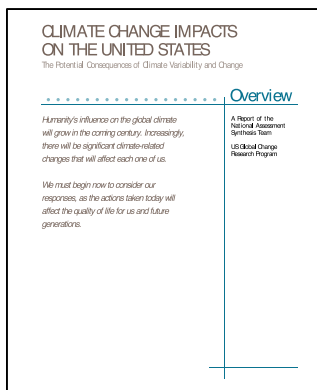 CLIMATE CHANGE IMPACTS
ON THE UNITED STATES
The Potential Consequences of Climate Variability and Change
Overview
Humanity's influence on the global climate
will grow in the coming century. Increasingly,
there will be significant climate-related
changes that will affect each one of us.
We must begin now to consider our
responses, as the actions taken today will
affect the quality of life for us and future
generations.
A Report of the
National Assessment
Synthesis Team
US Global Change
Research Program